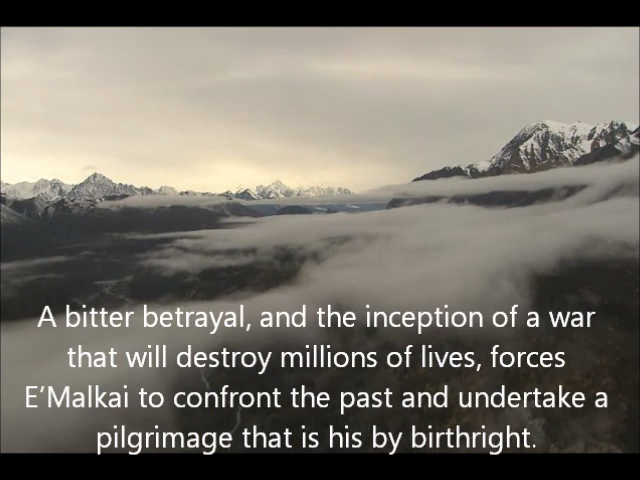 A bitter betrayal, and the inception of a war
that will destroy millions of lives, forces
E’Malkai to confront the past and undertake a
pilgrimage that is his by birthright.